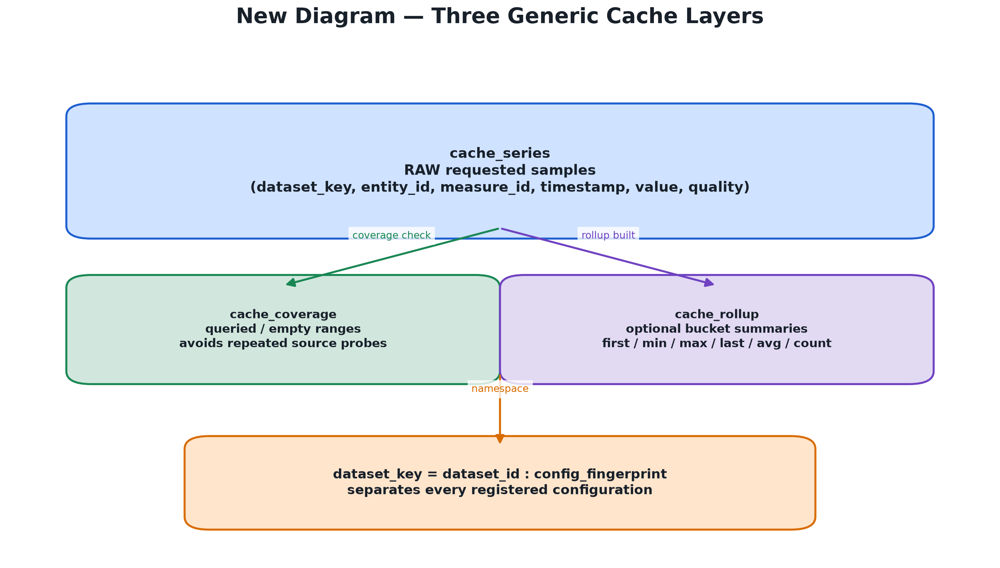 New Diagram — Three Generic Cache Layers
cache_series
RAW requested samples
(dataset_key, entity_id, measure_id, timestamp, value, quality)
coverage check
rollup built
cache_coverage
queried / empty ranges
avoids repeated source probes
cache_rollup
optional bucket summaries
first / min / max / last / avg / count
namespace
dataset_key = dataset_id : config_fingerprint
separates every registered configuration